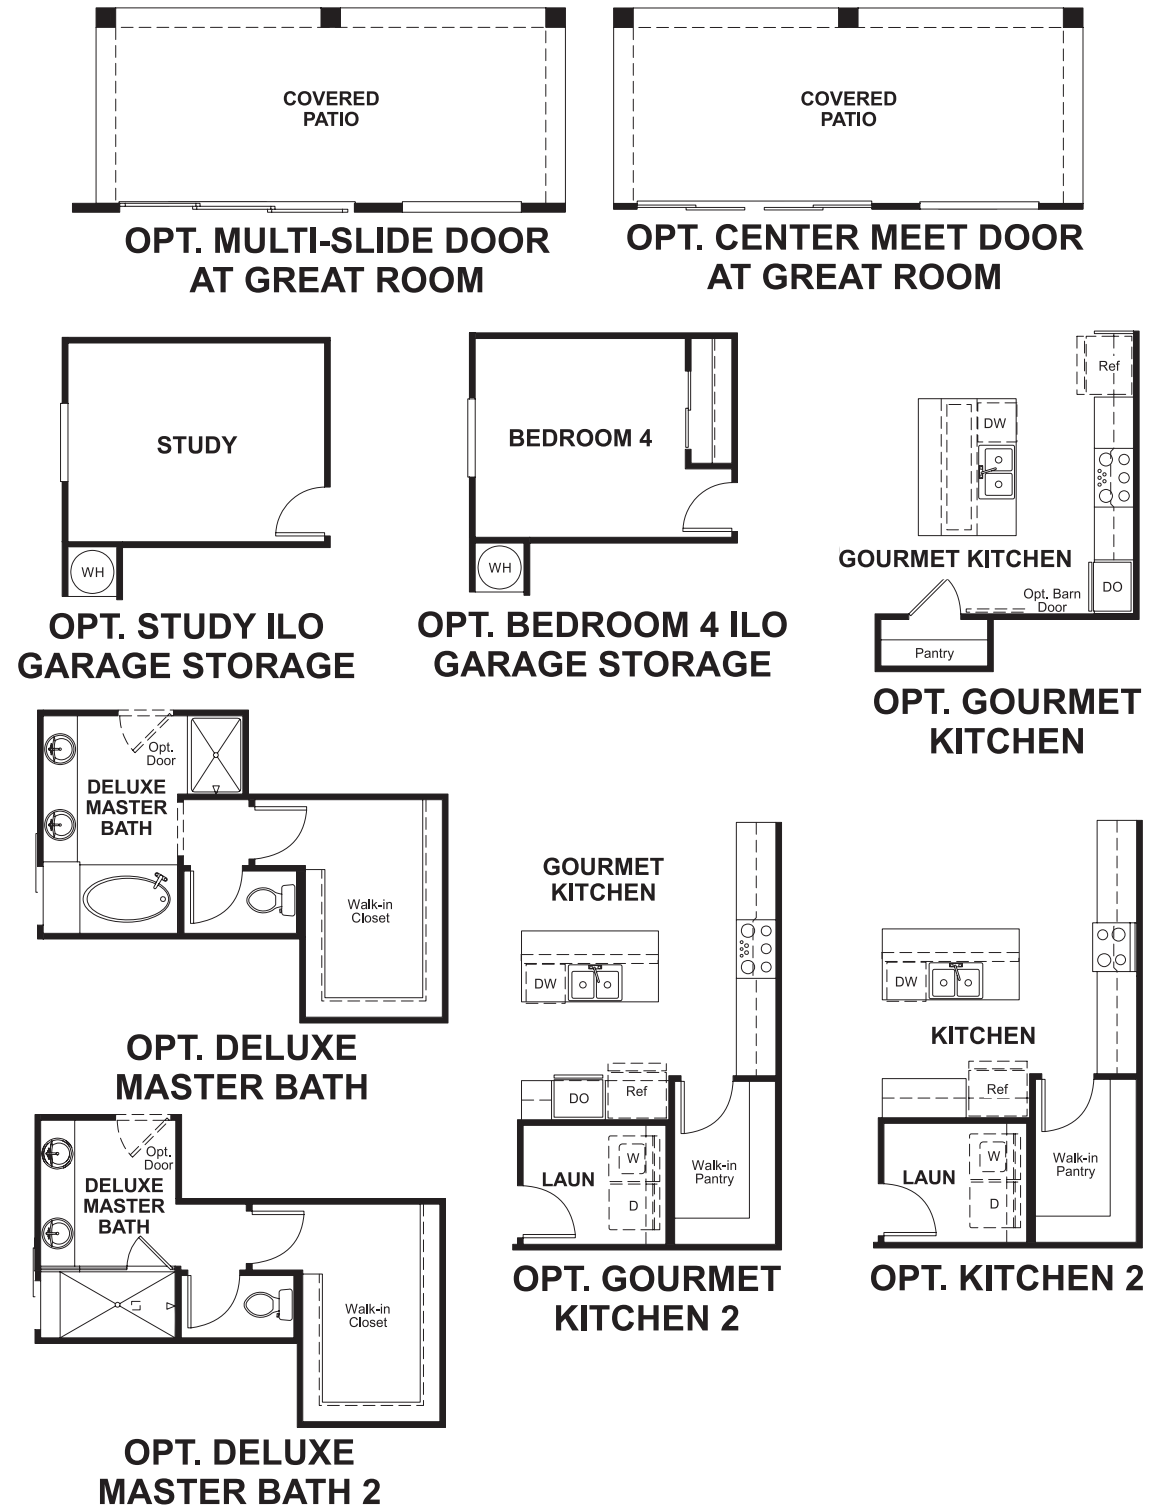 COVERED
PATIO
OPT. MULTI-SLIDE DOOR
AT GREAT ROOM
COVERED
PATIO
OPT. CENTER MEET DOOR
AT GREAT ROOM
STUDY
WH
OPT. STUDY ILO
GARAGE STORAGE
BEDROOM 4
WH
OPT. BEDROOM 4 ILO
GARAGE STORAGE
Ref
DW
GOURMET KITCHEN
DO
Opt. Barn
Door
Pantry
OPT. GOURMET
KITCHEN
Opt.
Door
DELUXE
MASTER
BATH
Walk-in
Closet
OPT. DELUXE
MASTER BATH
GOURMET
KITCHEN
DW
DO
Ref
LAUN
W
D
Walk-in
Pantry
OPT. GOURMET
KITCHEN 2
DW
KITCHEN
Ref
LAUN
W
D
Walk-in
Pantry
OPT. KITCHEN 2
Opt.
Door
DELUXE
MASTER
BATH
Walk-in
Closet
OPT. DELUXE
MASTER BATH 2